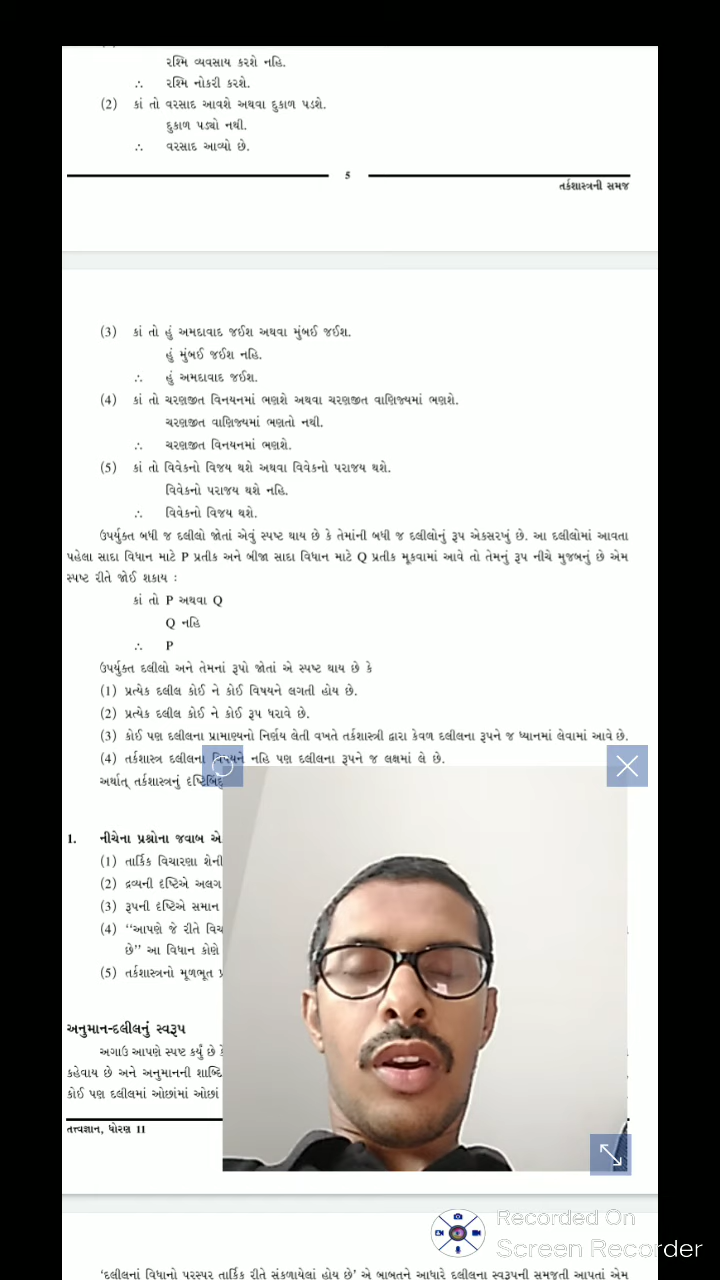 રશ્મિ વ્યવસાય કરશે નહિ.
∴ રશ્મિ નોકરી કરશે.
(2) કાં તો વરસાદ આવશે અથવા દુકાળ પડશે.
દુકાળ પડ્યો નથી.
∴ વરસાદ આવ્યો છે.
5
તર્કશાસ્ત્રની સમજ
(3) કાં તો હું અમદાવાદ જઈશ અથવા મુંબઈ જઈશ.
હું મુંબઈ જઈશ નહિ.
∴ હું અમદાવાદ જઈશ.
(4) કાં તો ચરણજીત વિનયનમાં ભણશે અથવા ચરણજીત વાણિજ્યમાં ભણશે.
ચરણજીત વાણિજ્યમાં ભણતો નથી.
∴ ચરણજીત વિનયનમાં ભણશે.
(5) કાં તો વિવેકનો વિજય થશે અથવા વિવેકનો પરાજય થશે.
વિવેકનો પરાજય થશે નહિ.
∴ વિવેકનો વિજય થશે.
ઉપર્યુક્ત બધી જ દલીલો જોતાં એવું સ્પષ્ટ થાય છે કે તેમાંની બધી જ દલીલોનું રૂપ એકસરખું છે. આ દલીલોમાં આવતા
પહેલા સાદા વિધાન માટે P પ્રતીક અને બીજા સાદા વિધાન માટે Q પ્રતીક મૂકવામાં આવે તો તેમનું રૂપ નીચે મુજબનું છે એમ
સ્પષ્ટ રીતે જોઈ શકાય :
કાં તો P અથવા Q
Q નહિ
∴ P
ઉપર્યુક્ત દલીલો અને તેમનાં રૂપો જોતાં એ સ્પષ્ટ થાય છે કે
(1) પ્રત્યેક દલીલ કોઈ ને કોઈ વિષયને લગતી હોય છે.
(2) પ્રત્યેક દલીલ કોઈ ને કોઈ રૂપ ધરાવે છે.
(3) કોઈ પણ દલીલના પ્રામાણ્યનો નિર્ણય લેતી વખતે તર્કશાસ્ત્રી દ્વારા કેવળ દલીલના રૂપને જ ધ્યાનમાં લેવામાં આવે છે.
(4) તર્કશાસ્ત્ર દલીલના વિષયને નહિ પણ દલીલના રૂપને જ લક્ષમાં લે છે.
અર્થાત્ તર્કશાસ્ત્રનું દૃષ્ટિબિંદુ
1. નીચેના પ્રશ્નોના જવાબ એ
(1) તાર્કિક વિચારણા શેની
(2) દ્રવ્યની દૃષ્ટિએ અલગ
(3) રૂપની દૃષ્ટિએ સમાન
(4) ‘‘આપણે જે રીતે
છે’’ આ વિધાન કોણે
(5) તર્કશાસ્ત્રનો મૂળભૂત
અનુમાન-દલીલનું સ્વરૂપ
અગાઉ આપણે સ્પષ્ટ કર્યું છે
કહેવાય છે અને અનુમાનની
કોઈ પણ દલીલમાં ઓછાંમાં ઓછાં
તત્ત્વજ્ઞાન, ધોરણ 11
Recorded On
Screen Recorder
‘દલીલનાં વિધાનો પરસ્પર તાર્કિક રીતે સંકળાયેલાં હોય છે’ એ બાબતને આધારે દલીલના સ્વરૂપની સમજૂતી આપતાં એમ